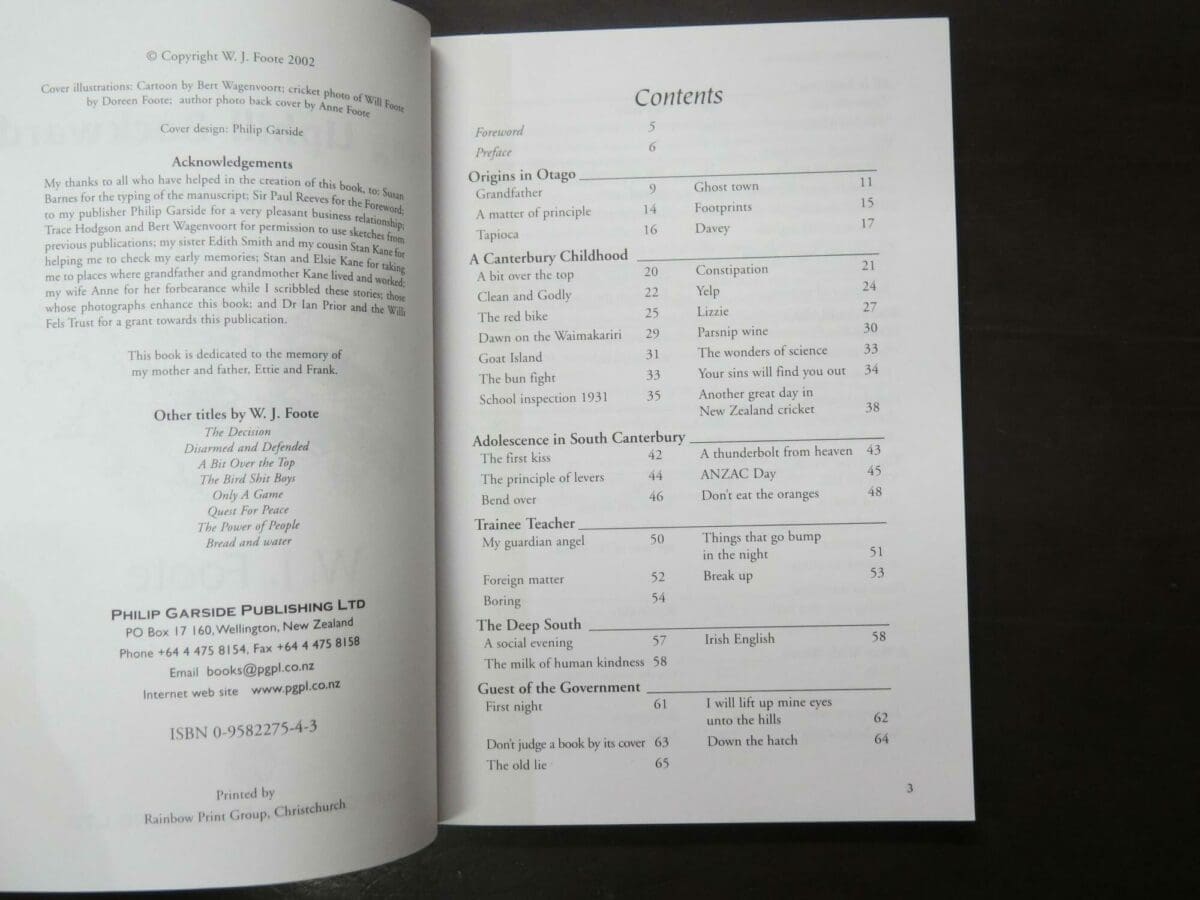 © Copyright W. J. Foote 2002
Cover illustrations: Cartoon by Bert Wagenvoort; cricket photo of Will Foote
by Doreen Foote; author photo back cover by Anne Foote
Cover design: Philip Garside
Acknowledgements
My thanks to all who have helped in the creation of this book, to: Susan
Barnes for the typing of the manuscript; Sir Paul Reeves for the Foreword;
to my publisher Philip Garside for a very pleasant business relationship;
Trace Hodgson and Bert Wagenvoort for permission to use sketches from
previous publications; my sister Edith Smith and my cousin Stan Kane for
helping me to check my early memories; Stan and Elsie Kane for taking
me to places where grandfather and grandmother Kane lived and worked;
my wife Anne for her forbearance while I scribbled these stories; those
whose photographs enhance this book; and Dr Ian Prior and the Willi
Fels Trust for a grant towards this publication.
This book is dedicated to the memory of
my mother and father, Ettie and Frank.
Other titles by W. J. Foote
The Decision
Disarmed and Defended
A Bit Over the Top
The Bird Shit Boys
Only A Game
Quest For Peace
The Power of People
Bread and water
PHILIP GARSIDE PUBLISHING LTD
PO Box 17 160, Wellington, New Zealand
Phone +64 4 475 8154, Fax +64 4 475 8158
Email books@pgpl.co.nz
Internet web site www.pgpl.co.nz
ISBN 0-9582275-4-3
Printed by
Rainbow Print Group, Christchurch
Contents
Foreword 5
Preface 6
Origins in Otago
Grandfather 9 Ghost town 11
A matter of principle 14 Footprints 15
Tapioca 16 Davey 17
A Canterbury Childhood
A bit over the top 20 Constipation 21
Clean and Godly 22 Yelp 24
The red bike 25 Lizzie 27
Dawn on the Waimakariri 29 Parsnip wine 30
Goat Island 31 The wonders of science 33
The bun fight 33 Your sins will find you out 34
School inspection 1931 35 Another great day in
New Zealand cricket 38
Adolescence in South Canterbury
The first kiss 42 A thunderbolt from heaven 43
The principle of levers 44 ANZAC Day 45
Bend over 46 Don't eat the oranges 48
Trainee Teacher
My guardian angel 50 Things that go bump
in the night 51
Foreign matter 52 Break up 53
Boring 54
The Deep South
A social evening 57 Irish English 58
The milk of human kindness 58
Guest of the Government
First night 61 I will lift up mine eyes
unto the hills 62
Don't judge a book by its cover 63 Down the hatch 64
The old lie 65
3